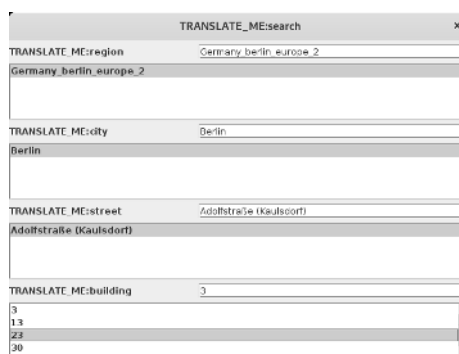 TRANSLATE_ME:search
TRANSLATE_ME:region Germany_berlin_europe_2
Germany_berlin_europe_2
TRANSLATE_ME:city Berlin
Berlin
TRANSLATE_ME:street Adolfstraße (Kaulsdorf)
Adolfstraße (Kaulsdorf)
TRANSLATE_ME:building 3
3
13
23
30